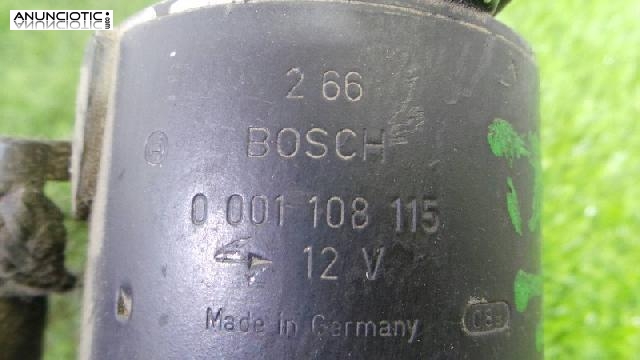 ANUNCIOTIC
.com
2 66
BOSCH
0 001 108 115
12 V
Made in Germany